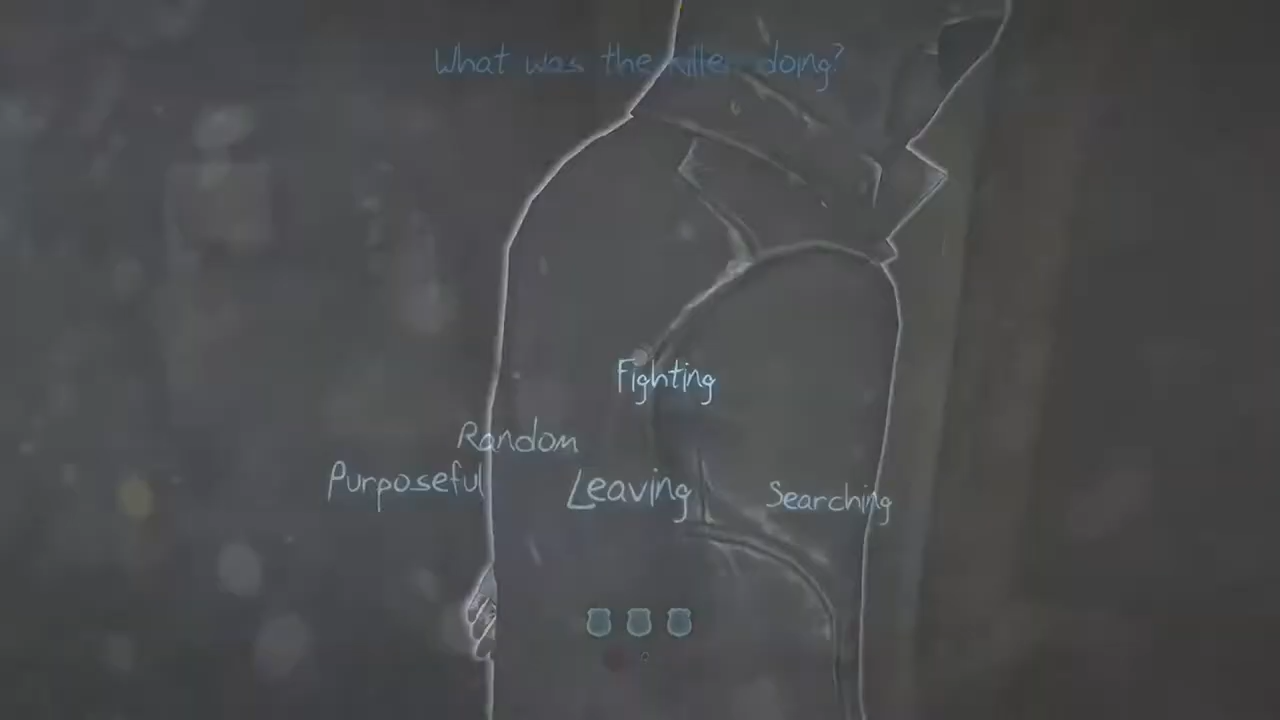 What was the killer doing?
Fighting
Random
Purposeful
Leaving
Searching